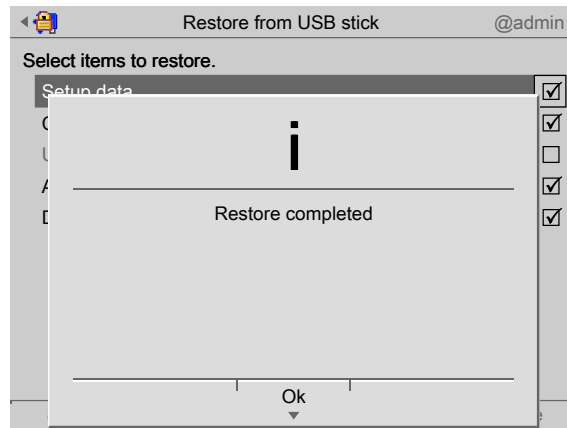 Restore from USB stick @admin
Select items to restore.
Setup data
i
Restore completed
Ok